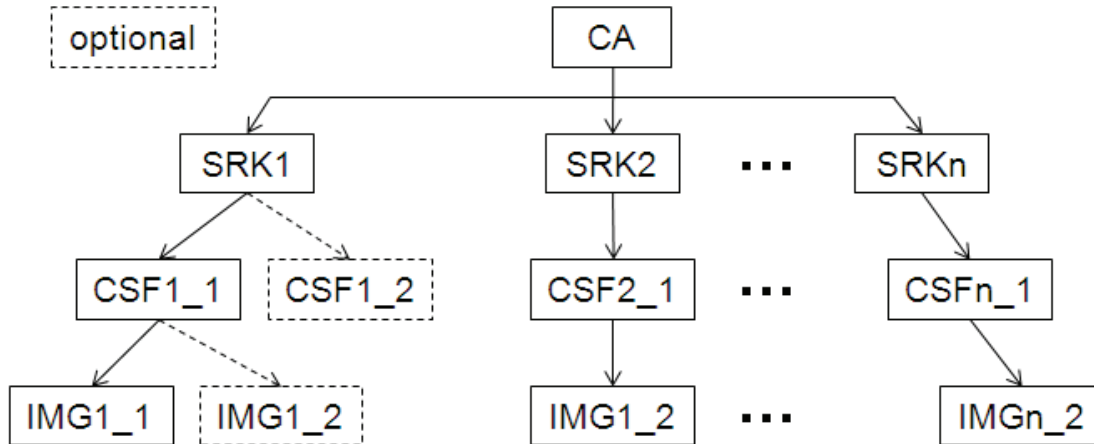 optional
CA
SRK1
SRK2
...
SRKn
CSF1_1
CSF1_2
CSF2_1
...
CSFn_1
IMG1_1
IMG1_2
IMG1_2
...
IMGn_2